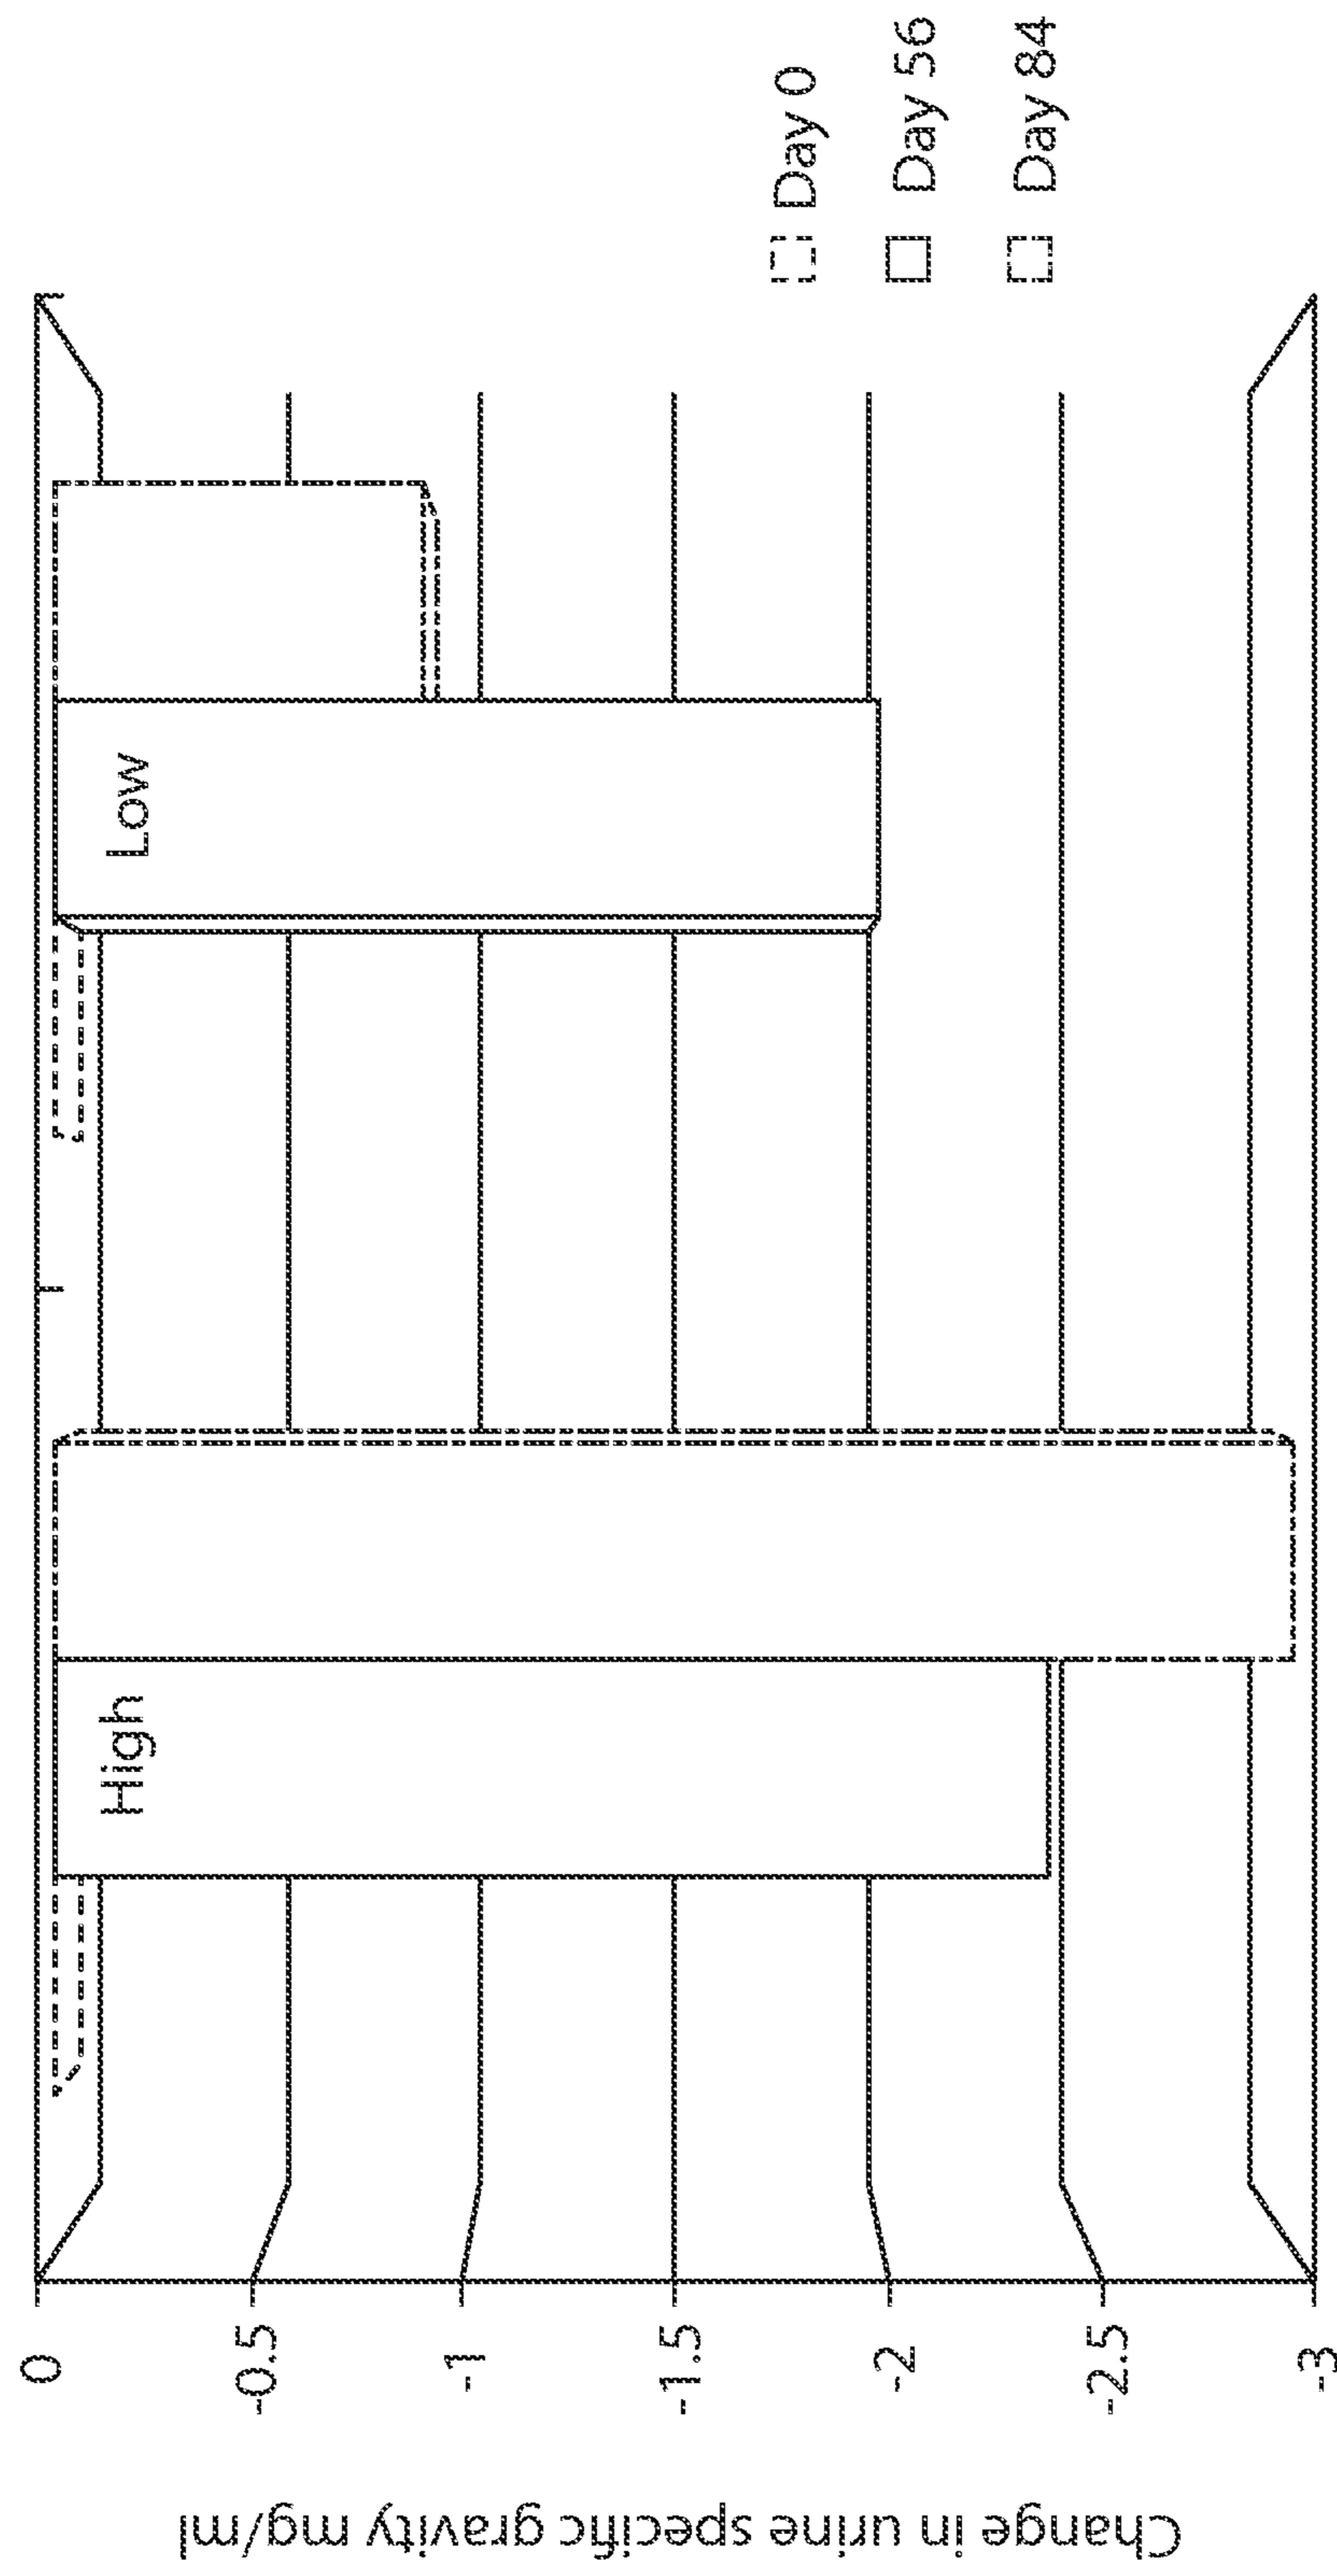 Change in urine specific gravity mg/ml
0
-0.5
-1
-1.5
-2
-2.5
-3
High
Low
Day 0
Day 56
Day 84